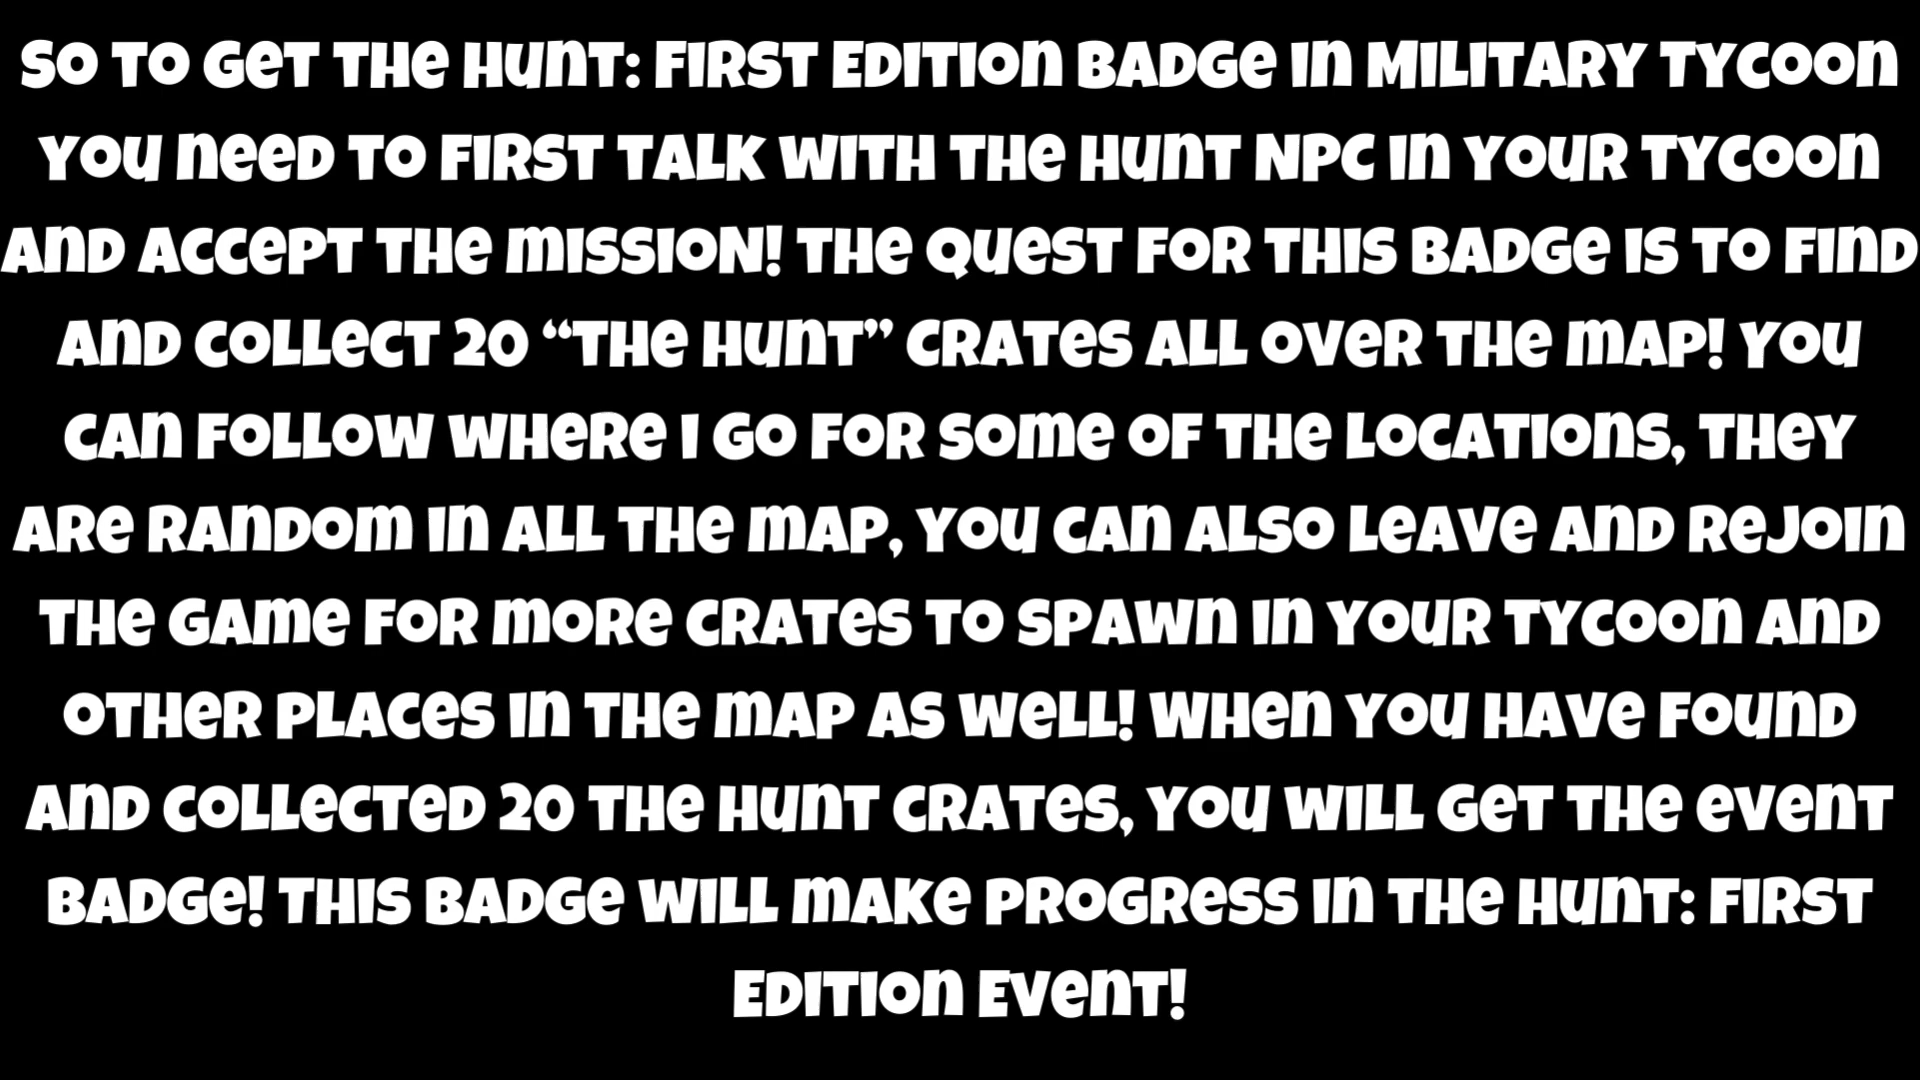 So to get The Hunt: First Edition Badge in Military Tycoon
you need to first talk with The Hunt NPC in your tycoon
and accept the mission! The quest for this badge is to find
and collect 20 “The Hunt” crates all over the map! You
can follow where I go for some of the locations, they
are random in all the map, you can also leave and rejoin
the game for more crates to spawn in your tycoon and
other places in the map as well! When you have found
and collected 20 The Hunt crates, you will get the event
badge! This badge will make progress in The Hunt: First
Edition Event!